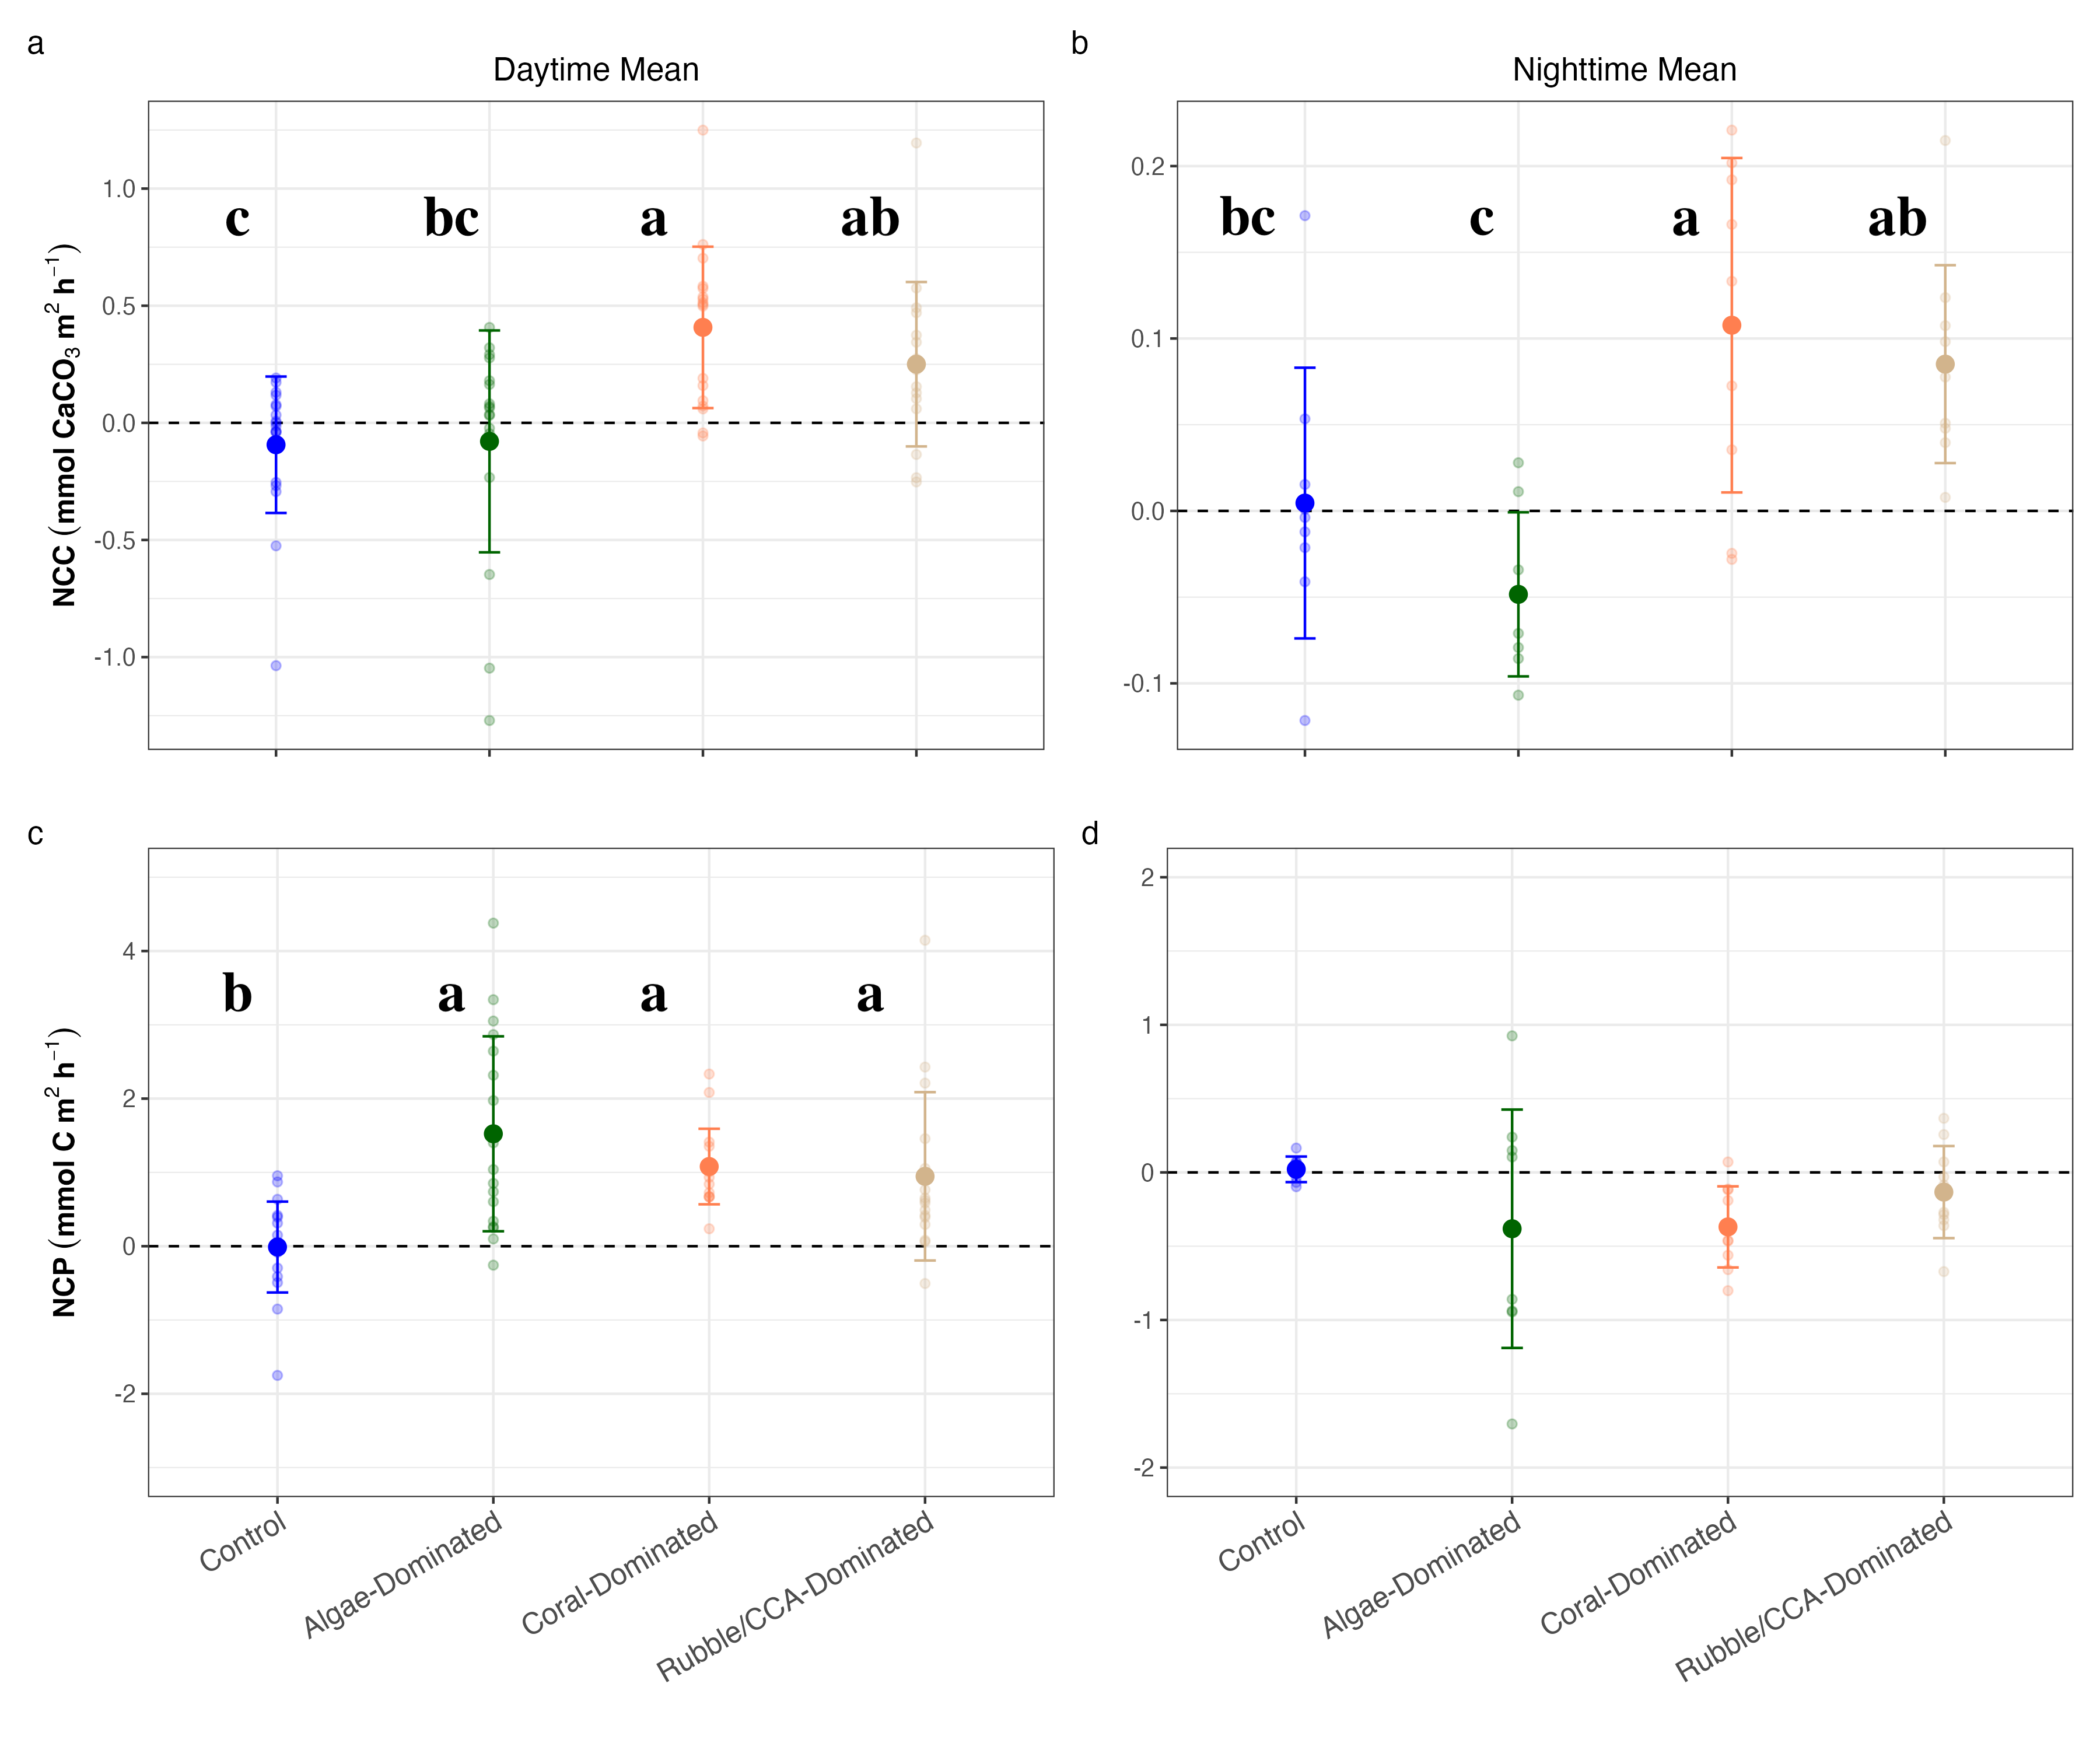 a
Daytime Mean
NCC (mmol CaCO₃ m² h⁻¹)
1.0
0.5
0.0
-0.5
-1.0
c bc a ab
b
Nighttime Mean
0.2
0.1
0.0
-0.1
bc c a ab
c
NCP (mmol C m² h⁻¹)
4
2
0
-2
b a a a
Control
Algae-Dominated
Coral-Dominated
Rubble/CCA-Dominated
d
2
1
0
-1
-2
Control
Algae-Dominated
Coral-Dominated
Rubble/CCA-Dominated